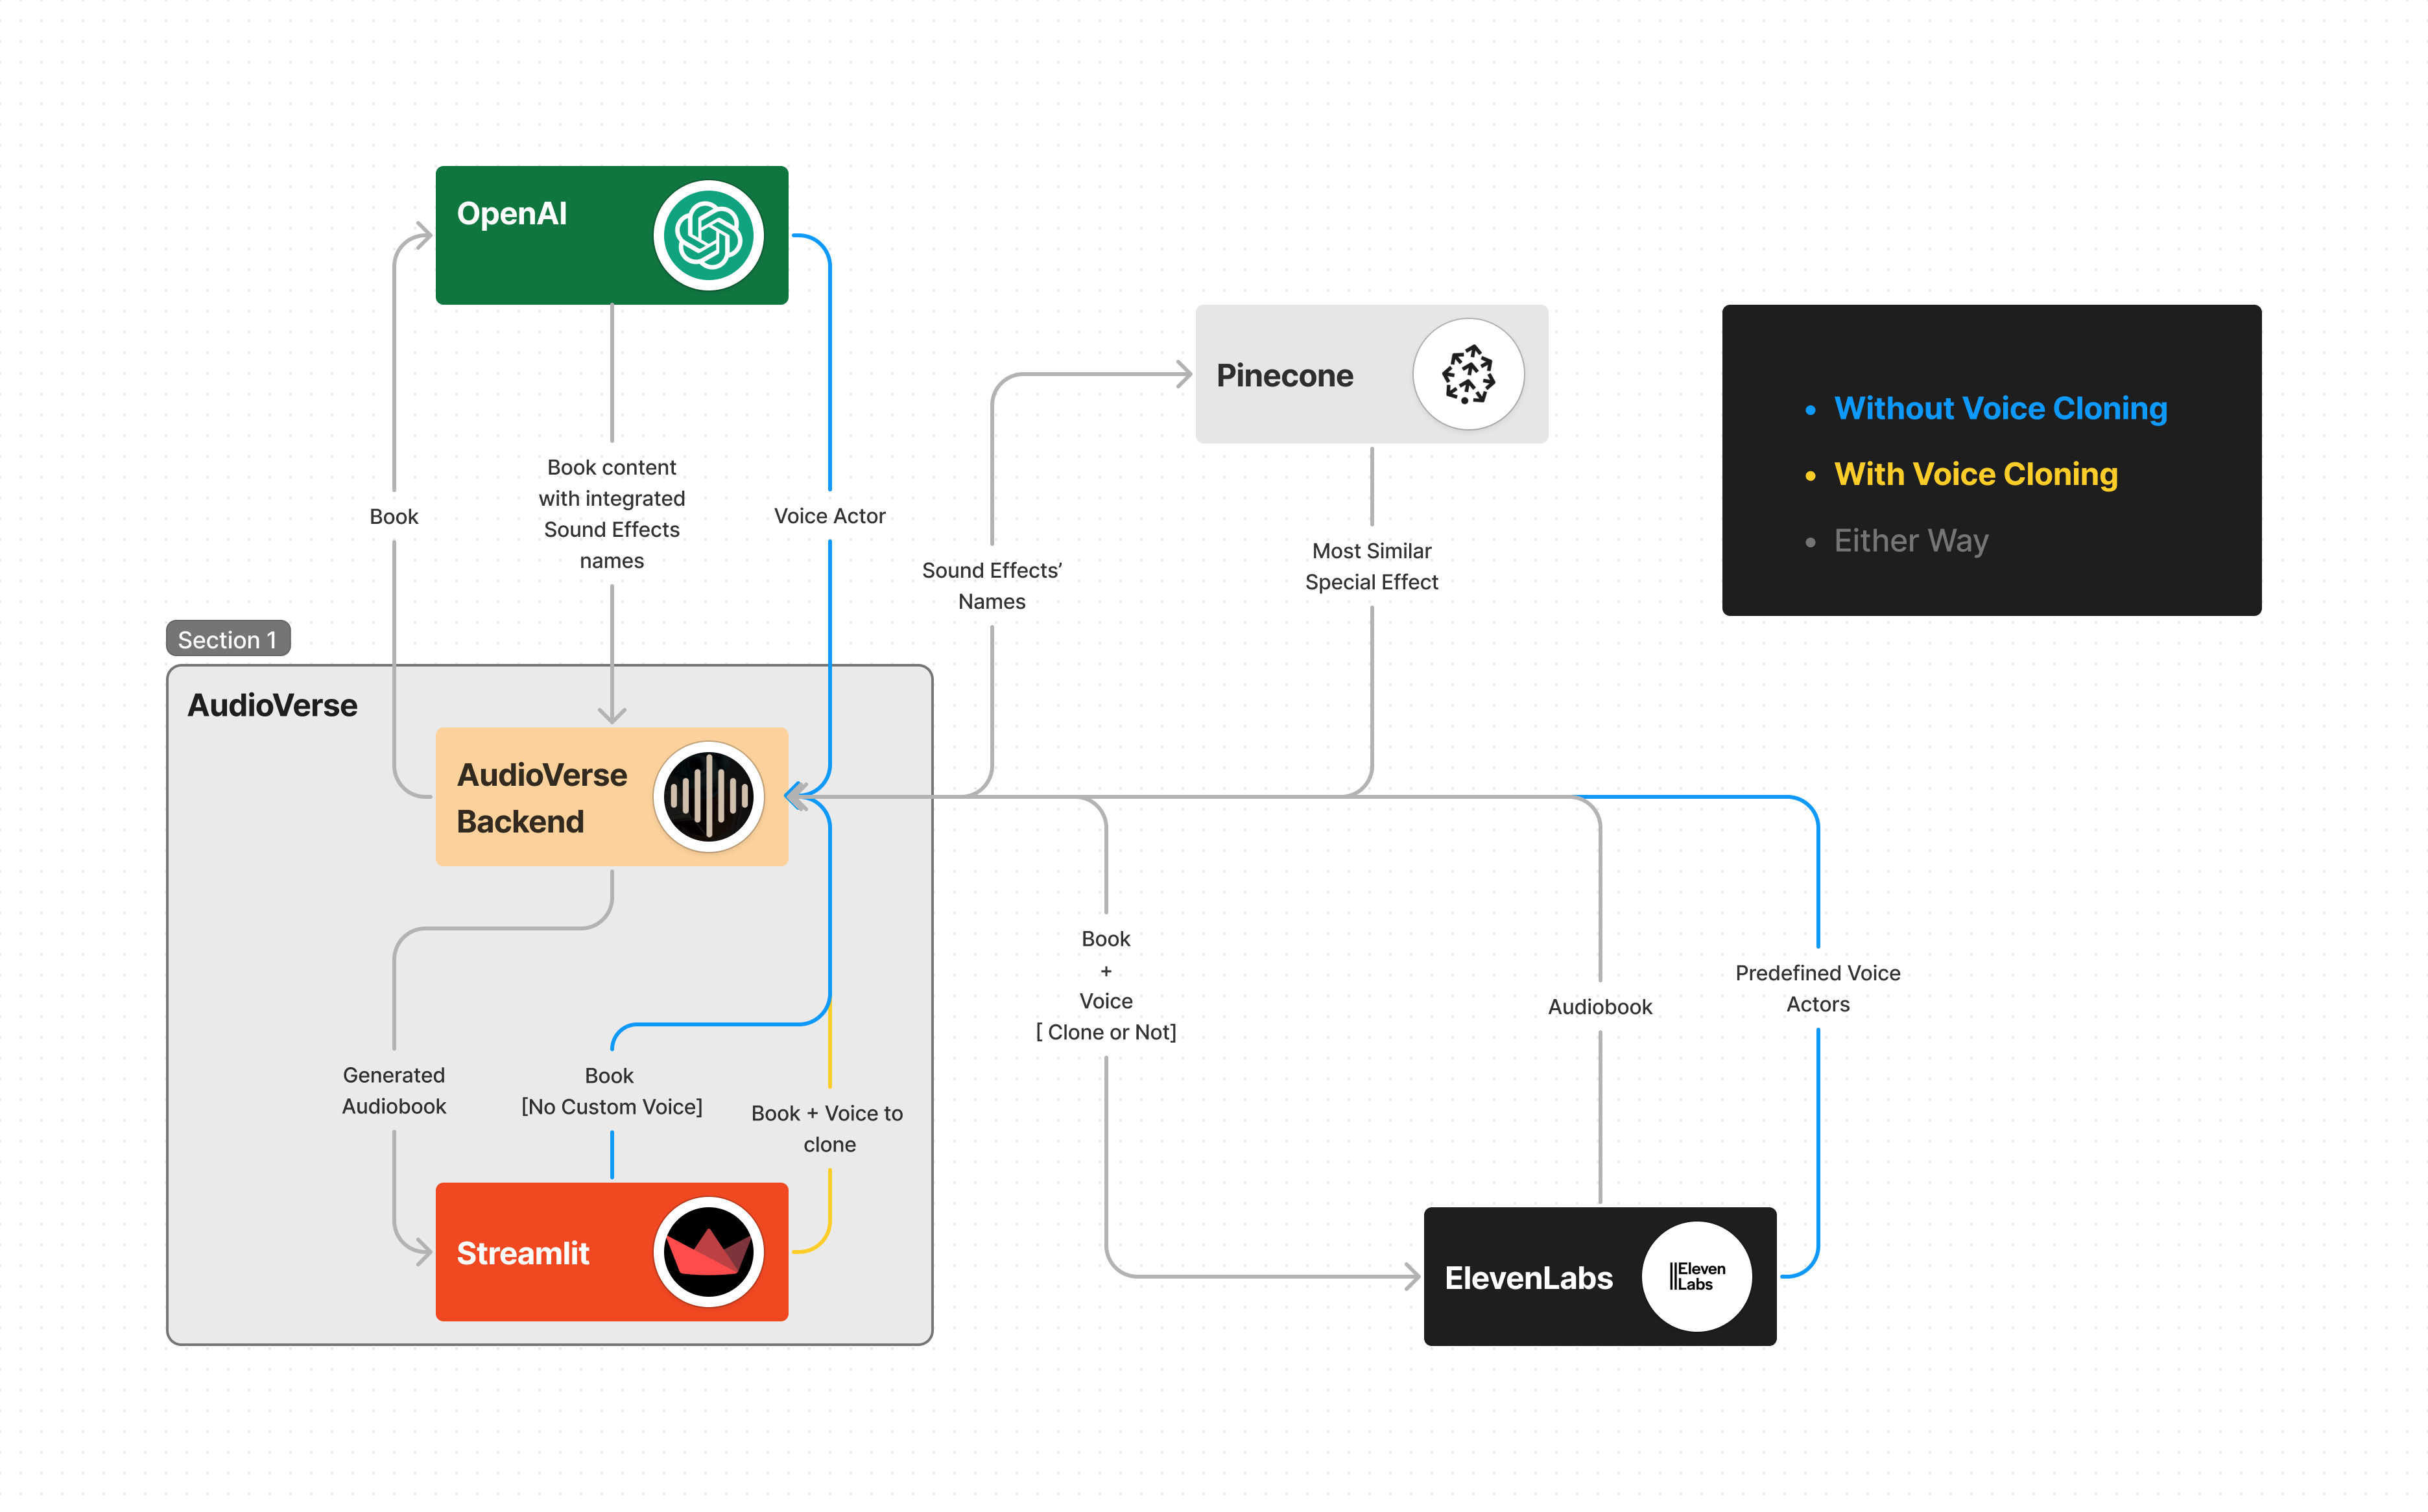 OpenAI
Pinecone
Without Voice Cloning
With Voice Cloning
Either Way
Book
Book content
with integrated
Sound Effects
names
Voice Actor
Sound Effects’
Names
Most Similar
Special Effect
Section 1
AudioVerse
AudioVerse
Backend
Book
+
Voice
[ Clone or Not]
Audiobook
Predefined Voice
Actors
Generated
Audiobook
Book
[No Custom Voice]
Book + Voice to
clone
Streamlit
ElevenLabs
||Eleven
Labs